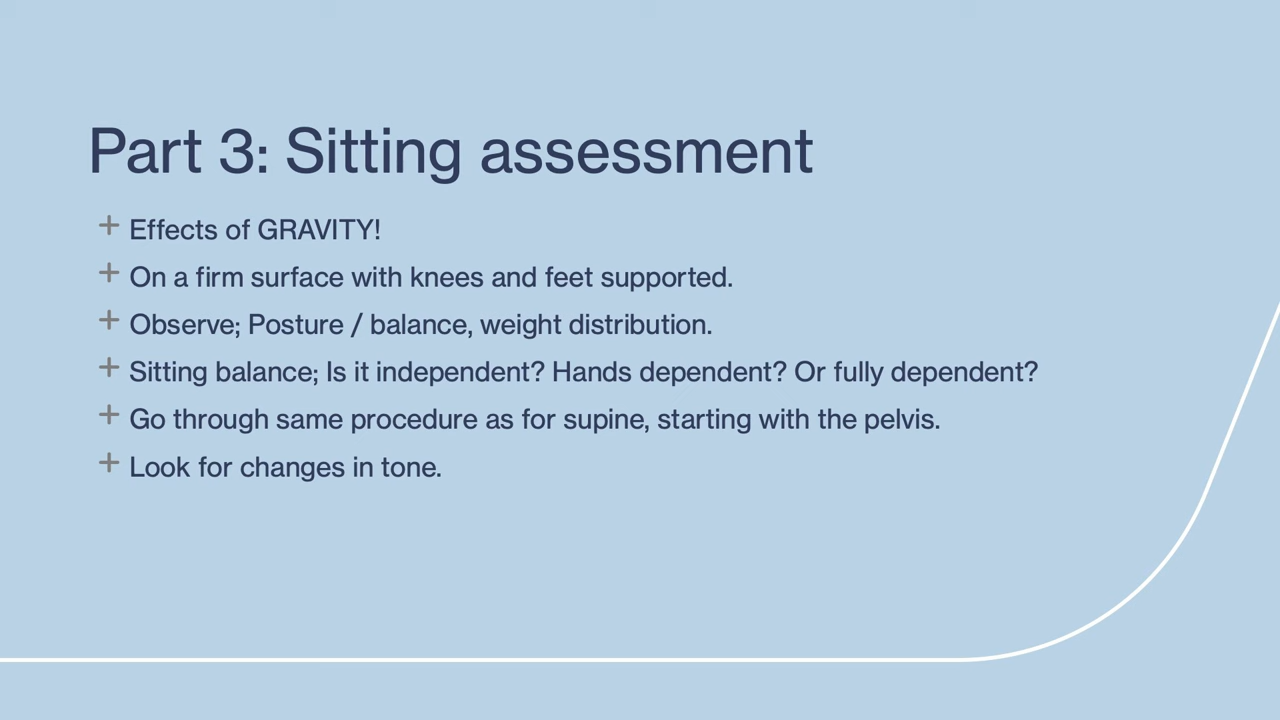 Part 3: Sitting assessment
+ Effects of GRAVITY!
+ On a firm surface with knees and feet supported.
+ Observe; Posture / balance, weight distribution.
+ Sitting balance; Is it independent? Hands dependent? Or fully dependent?
+ Go through same procedure as for supine, starting with the pelvis.
+ Look for changes in tone.